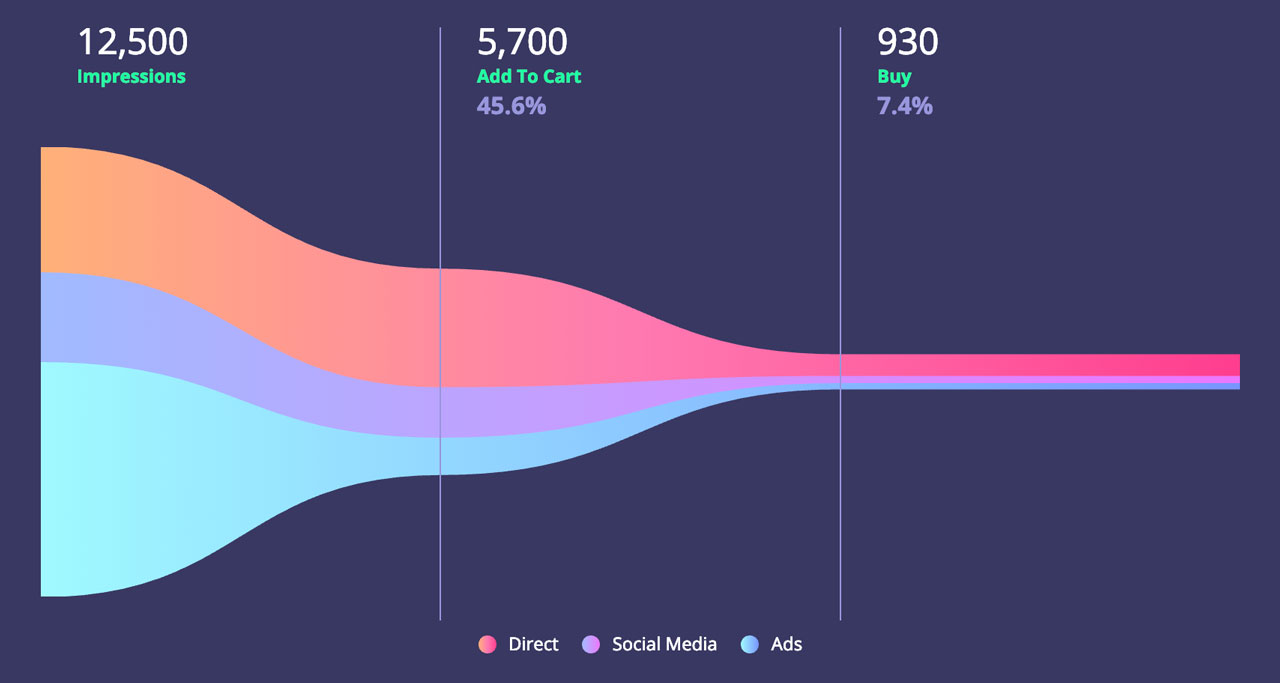 12,500
Impressions
5,700
Add To Cart
45.6%
930
Buy
7.4%
Direct Social Media Ads